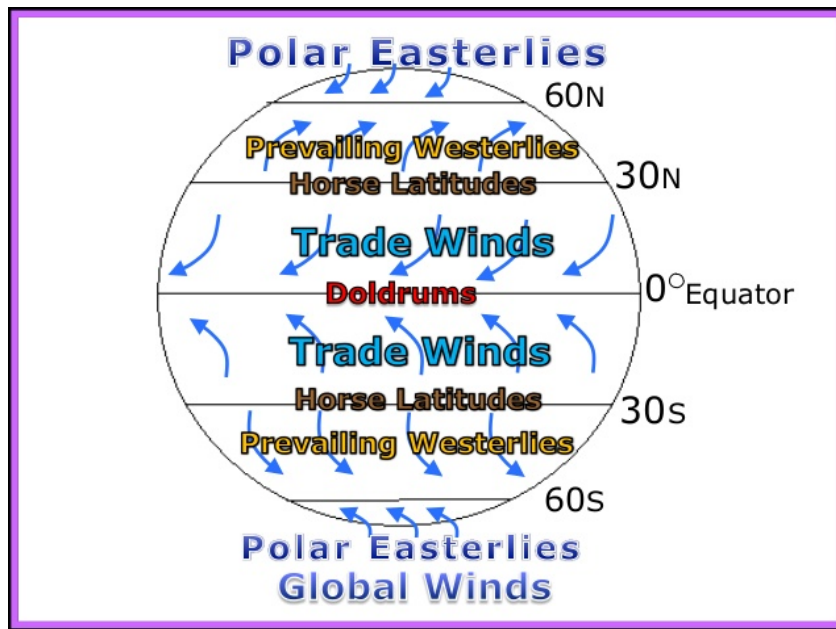 Polar Easterlies
60N
Prevailing Westerlies
30N
Horse Latitudes
Trade Winds
Doldrums
0° Equator
Trade Winds
Horse Latitudes
30S
Prevailing Westerlies
60S
Polar Easterlies
Global Winds